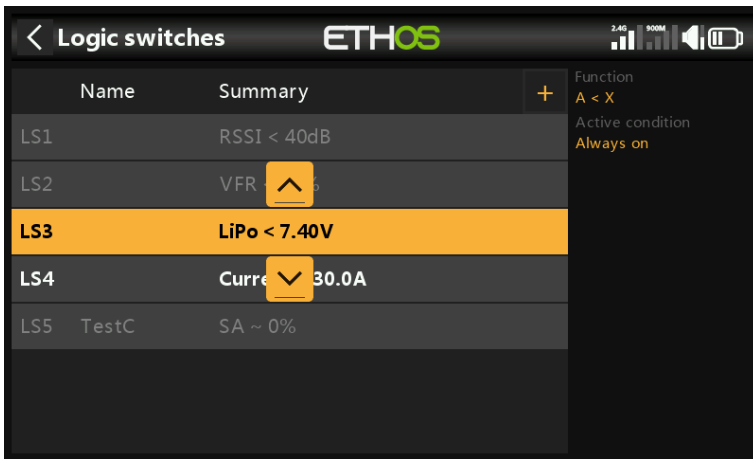 Logic switches
ETHOS
2.4G 900M
Name Summary +
Function
A < X
Active condition
Always on
LS1 RSSI < 40dB
LS2 VFR
LS3 LiPo < 7.40V
LS4 30.0A
LS5 TestC SA ~ 0%